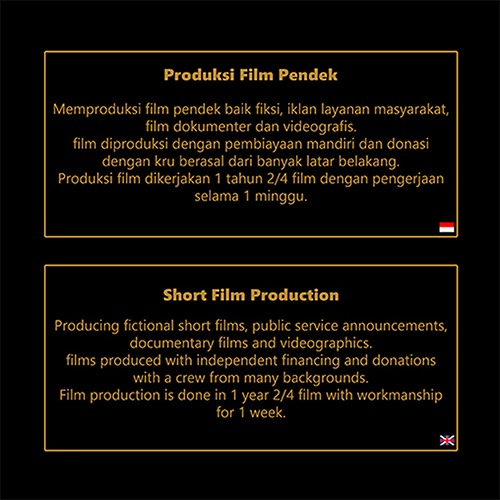 Produksi Film Pendek
Memproduksi film pendek baik fiksi, iklan layanan masyarakat,
film dokumenter dan videografis.
film diproduksi dengan pembiayaan mandiri dan donasi
dengan kru berasal dari banyak latar belakang.
Produksi film dikerjakan 1 tahun 2/4 film dengan pengerjaan
selama 1 minggu.
Short Film Production
Producing fictional short films, public service announcements,
documentary films and videographics.
films produced with independent financing and donations
with a crew from many backgrounds.
Film production is done in 1 year 2/4 film with workmanship
for 1 week.